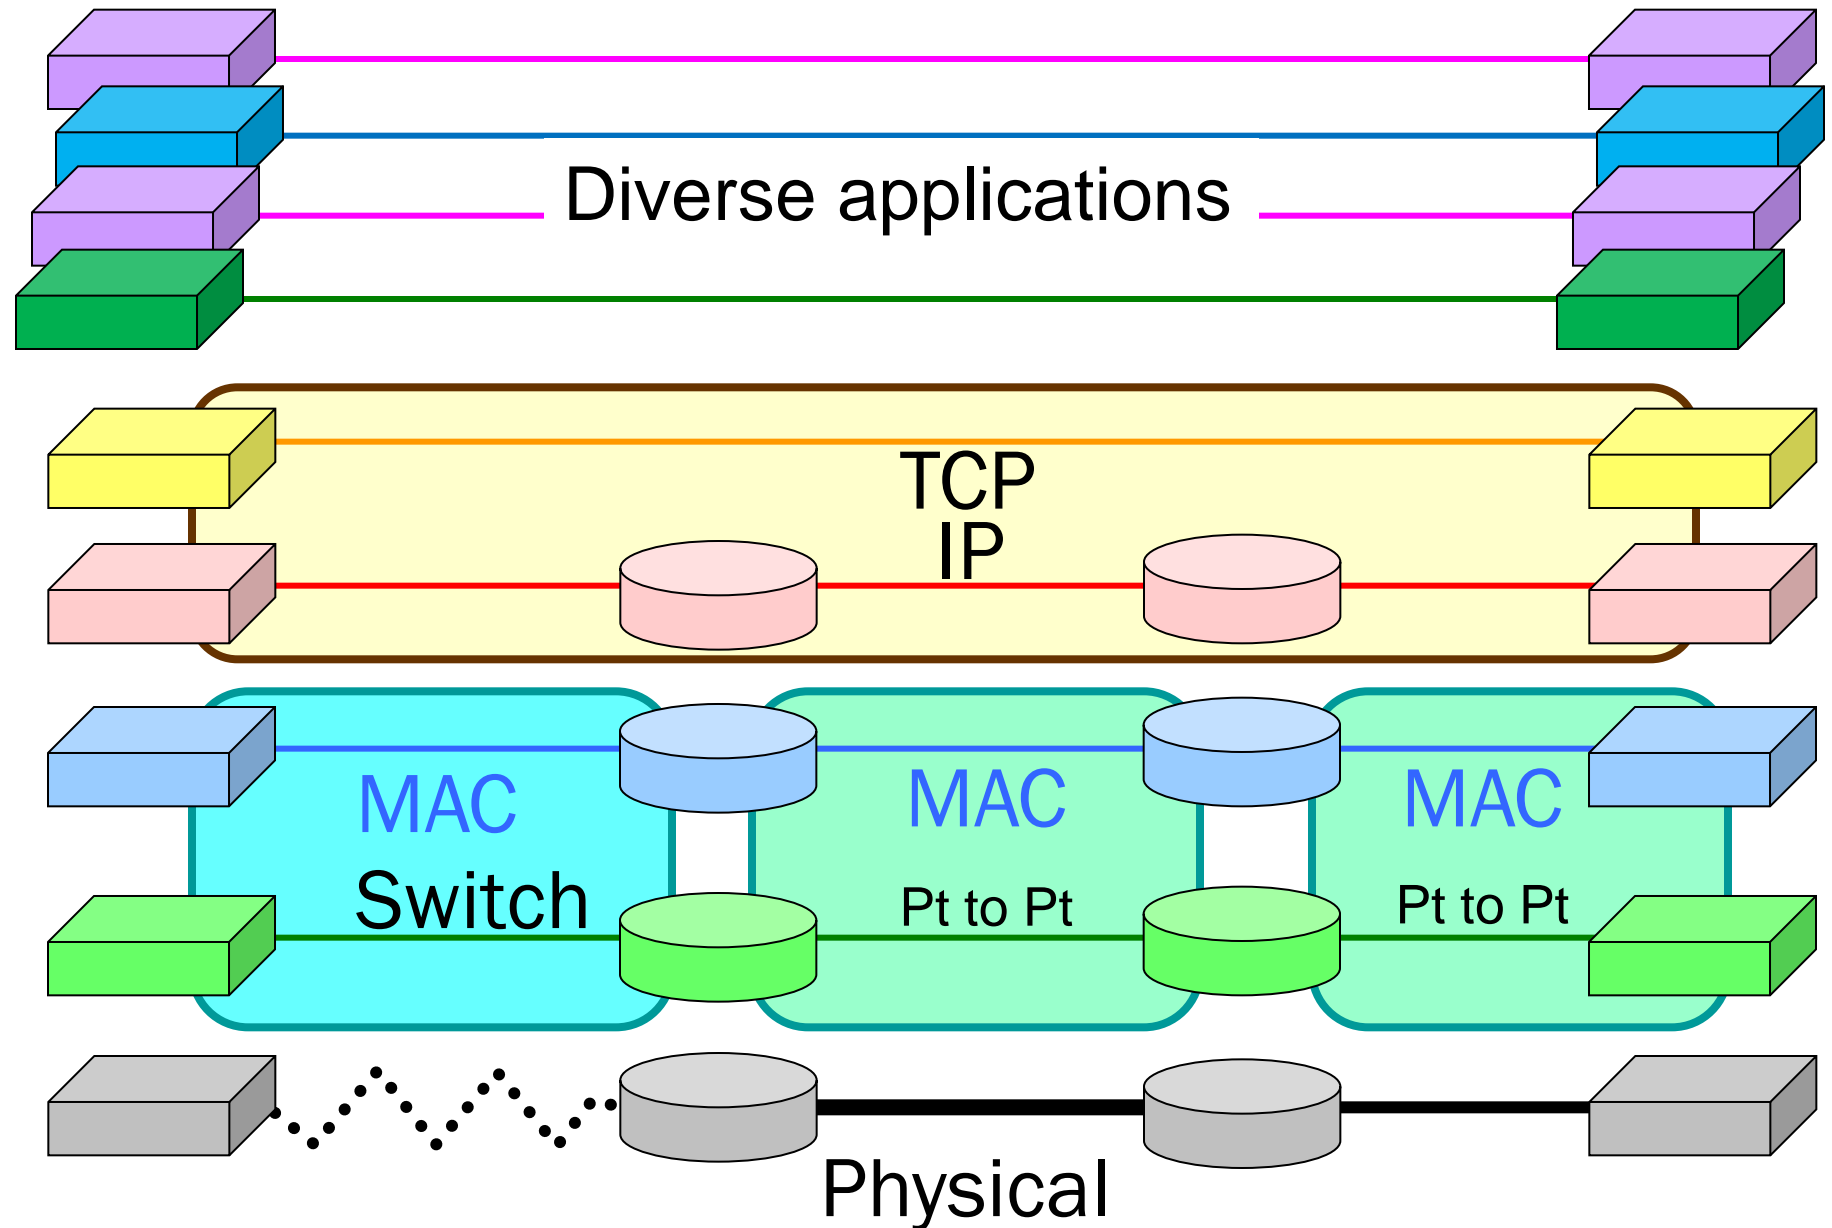 Diverse applications
TCP
IP
MAC
MAC
MAC
Switch
Pt to Pt
Pt to Pt
Physical